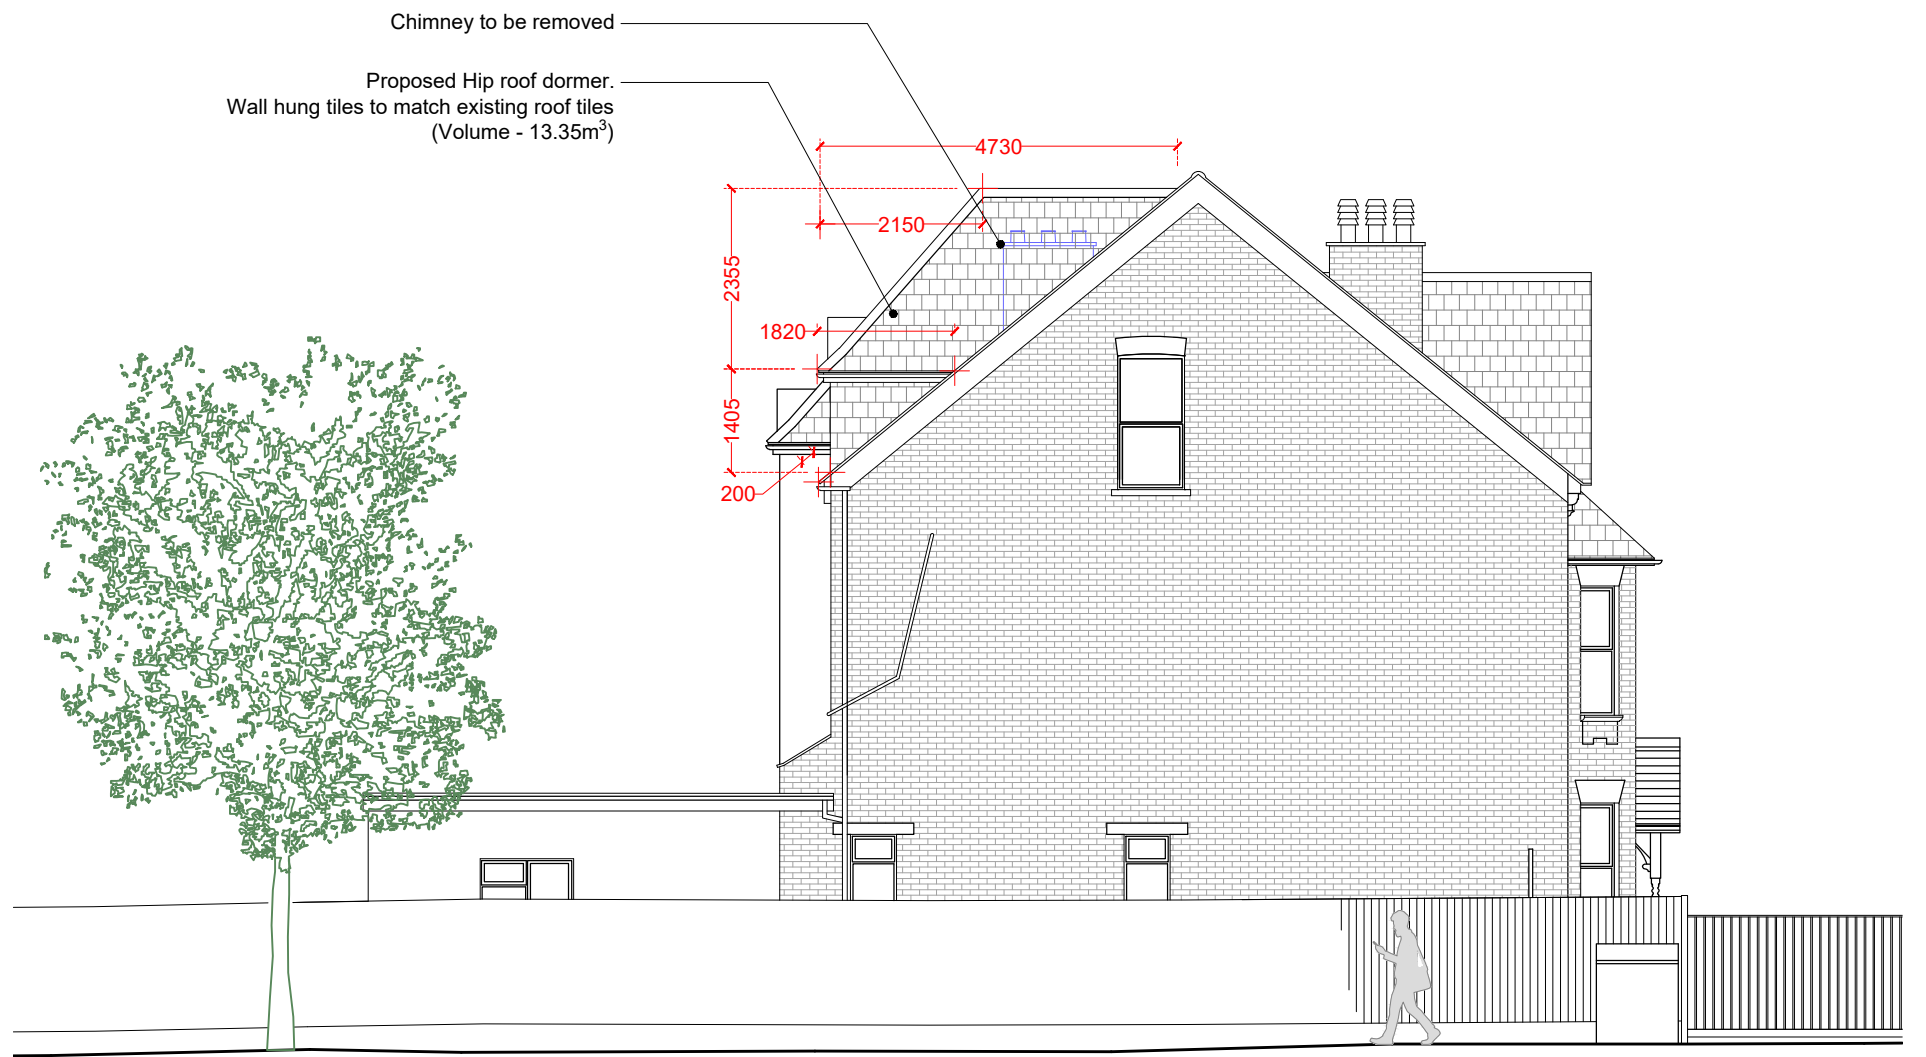 Chimney to be removed
Proposed Hip roof dormer.
Wall hung tiles to match existing roof tiles
(Volume - 13.35m³)
4730
2150
2355
1820
1405
200